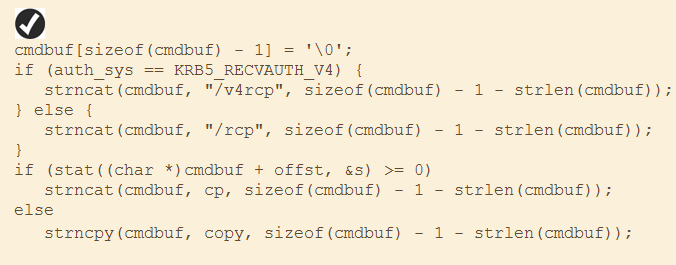 cmdbuf[sizeof(cmdbuf) - 1] = '\0';
if (auth_sys == KRB5_RECVAUTH_V4) {
    strncat(cmdbuf, "/v4rcp", sizeof(cmdbuf) - 1 - strlen(cmdbuf));
} else {
    strncat(cmdbuf, "/rcp", sizeof(cmdbuf) - 1 - strlen(cmdbuf));
}
if (stat((char *)cmdbuf + offst, &s) >= 0)
    strncat(cmdbuf, cp, sizeof(cmdbuf) - 1 - strlen(cmdbuf));
else
    strncpy(cmdbuf, copy, sizeof(cmdbuf) - 1 - strlen(cmdbuf));